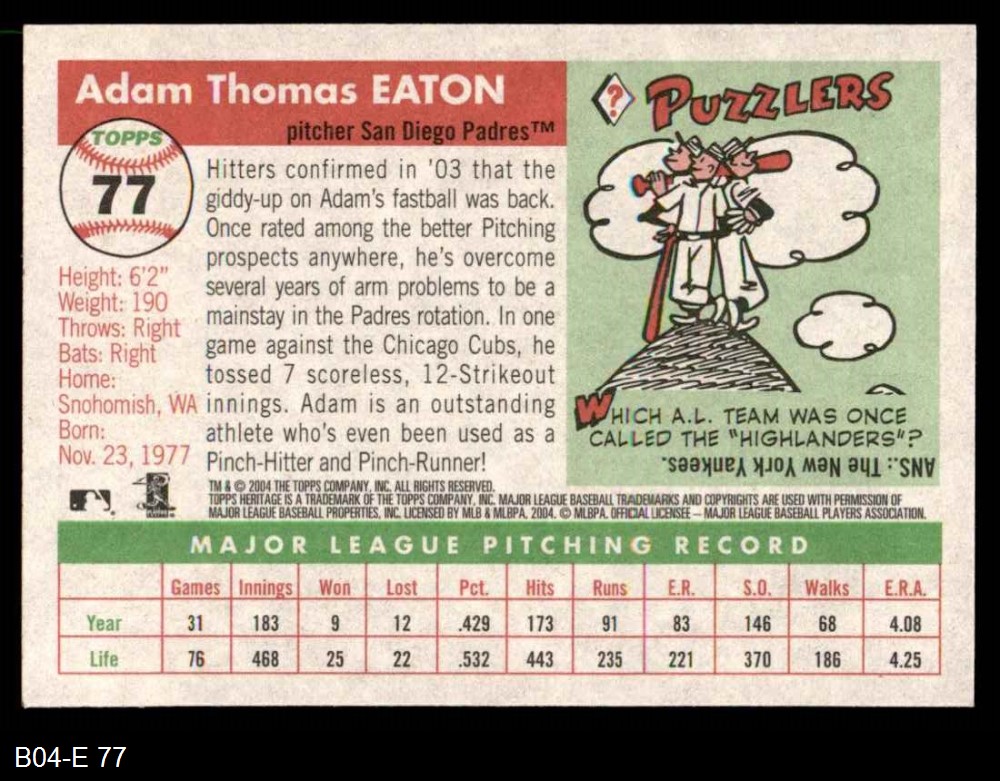 Adam Thomas EATON
pitcher San Diego Padres™
TOPPS
77
Height: 6'2"
Weight: 190
Throws: Right
Bats: Right
Home:
Snohomish, WA
Born:
Nov. 23, 1977
Hitters confirmed in '03 that the
giddy-up on Adam's fastball was back.
Once rated among the better Pitching
prospects anywhere, he's overcome
several years of arm problems to be a
mainstay in the Padres rotation. In one
game against the Chicago Cubs, he
tossed 7 scoreless, 12-Strikeout
innings. Adam is an outstanding
athlete who's even been used as a
Pinch-Hitter and Pinch-Runner!
?
PUZZLERS
WHICH A.L. TEAM WAS ONCE
CALLED THE "HIGHLANDERS"?
ANS.: The New York Yankees.
TM & © 2004 THE TOPPS COMPANY, INC. ALL RIGHTS RESERVED.
TOPPS HERITAGE IS A TRADEMARK OF THE TOPPS COMPANY, INC. MAJOR LEAGUE BASEBALL TRADEMARKS AND COPYRIGHTS ARE USED WITH PERMISSION OF
MAJOR LEAGUE BASEBALL PROPERTIES, INC. LICENSED BY MLB & MLBPA, 2004. © MLBPA. OFFICIAL LICENSEE – MAJOR LEAGUE BASEBALL PLAYERS ASSOCIATION.
MAJOR LEAGUE PITCHING RECORD
Games Innings Won Lost Pct. Hits Runs E.R. S.O. Walks E.R.A.
Year 31 183 9 12 .429 173 91 83 146 68 4.08
Life 76 468 25 22 .532 443 235 221 370 186 4.25
B04-E 77